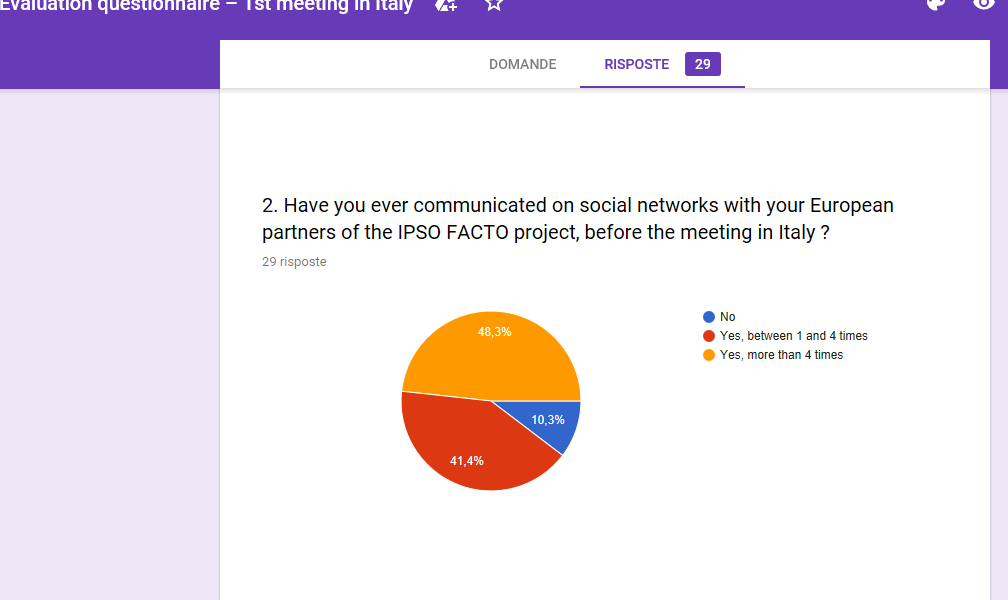 Evaluation questionnaire – 1st meeting in Italy
DOMANDE
RISPOSTE 29
2. Have you ever communicated on social networks with your European
partners of the IPSO FACTO project, before the meeting in Italy ?
29 risposte
48,3%
10,3%
41,4%
No
Yes, between 1 and 4 times
Yes, more than 4 times